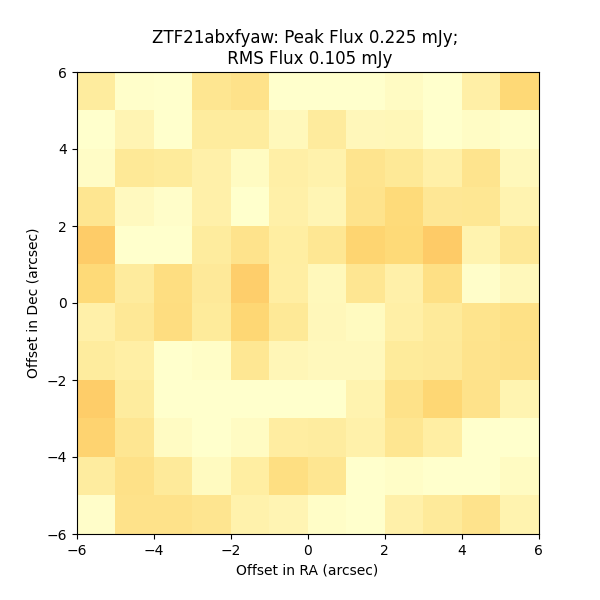 ZTF21abxfyaw: Peak Flux 0.225 mJy;
RMS Flux 0.105 mJy
6
4
2
0
−2
−4
−6
Offset in Dec (arcsec)
−6 −4 −2 0 2 4 6
Offset in RA (arcsec)